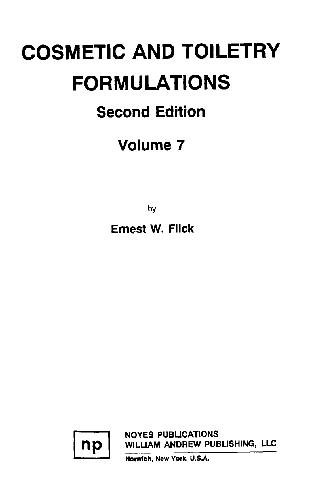 COSMETIC AND TOILETRY
FORMULATIONS
Second Edition
Volume 7
by
Ernest W. Flick
np
NOYES PUBLICATIONS
WILLIAM ANDREW PUBLISHING, LLC
Norwich, New York, U.S.A.